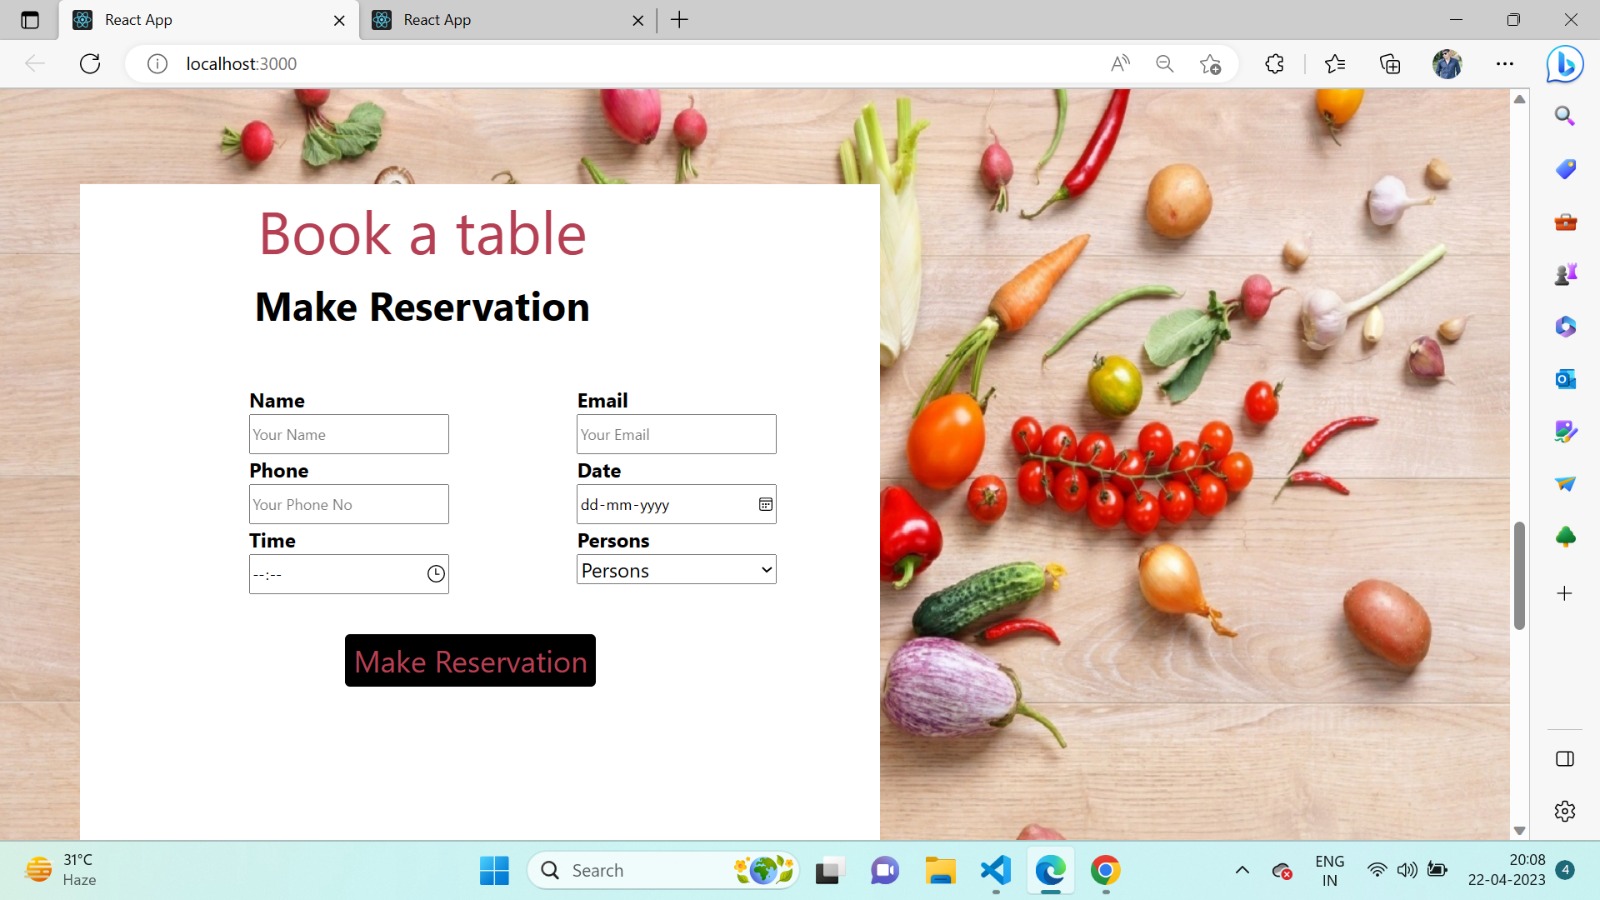 React App
React App
localhost:3000
Book a table
Make Reservation
Name
Email
Your Name
Your Email
Phone
Date
Your Phone No
dd-mm-yyyy
Time
Persons
--:--
Persons
Make Reservation
31°C
Haze
Search
ENG
IN
20:08
22-04-2023
4